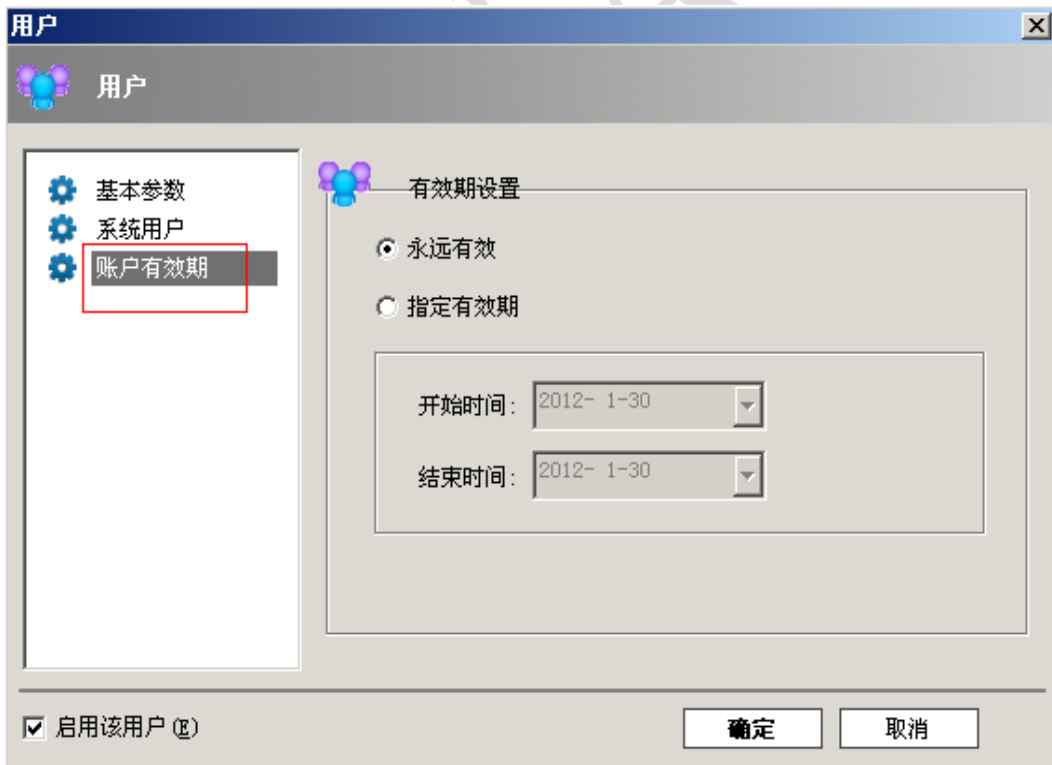 用户
用户
基本参数
系统用户
账户有效期
有效期设置
永远有效
指定有效期
开始时间: 2012- 1-30
结束时间: 2012- 1-30
启用该用户(E)
确定
取消